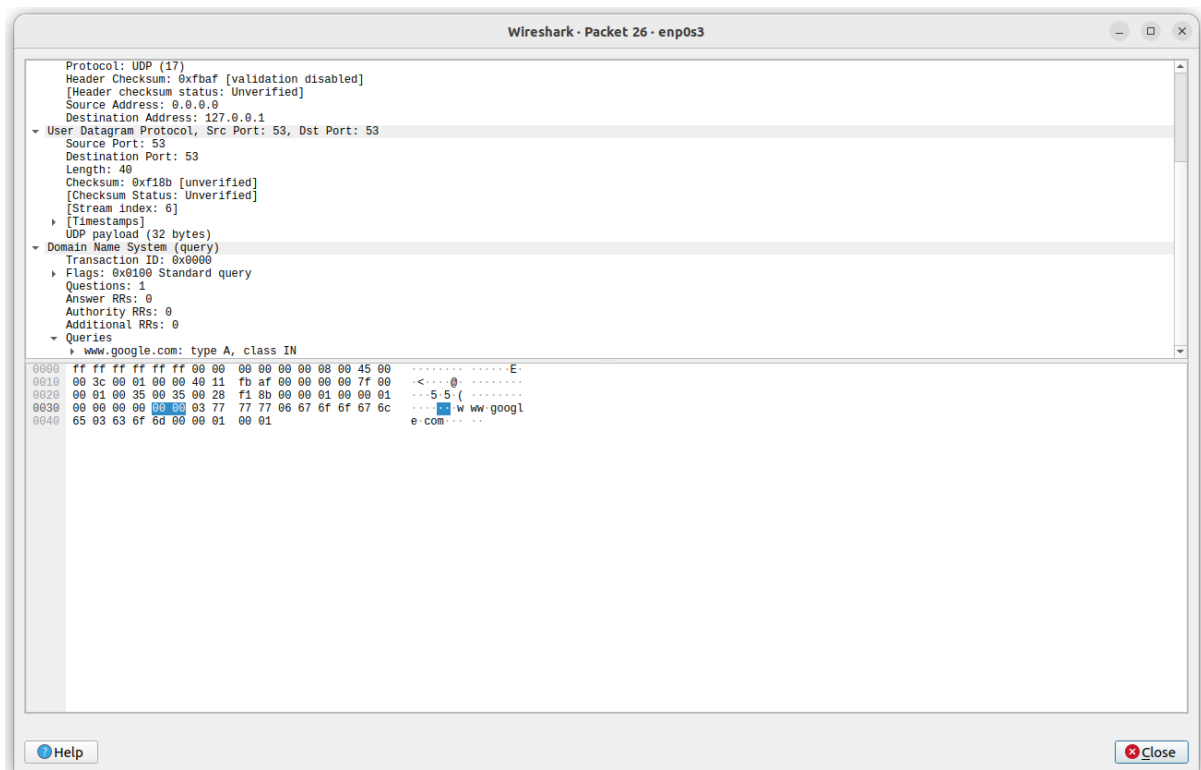 Wireshark · Packet 26 · enp0s3
Protocol: UDP (17)
Header Checksum: 0xfbaf [validation disabled]
[Header checksum status: Unverified]
Source Address: 0.0.0.0
Destination Address: 127.0.0.1
User Datagram Protocol, Src Port: 53, Dst Port: 53
Source Port: 53
Destination Port: 53
Length: 40
Checksum: 0xf18b [unverified]
[Checksum Status: Unverified]
[Stream index: 6]
[Timestamps]
UDP payload (32 bytes)
Domain Name System (query)
Transaction ID: 0x0000
Flags: 0x0100 Standard query
Questions: 1
Answer RRs: 0
Authority RRs: 0
Additional RRs: 0
Queries
www.google.com: type A, class IN
0000 ff ff ff ff ff ff 00 00 00 00 00 00 08 00 45 00 ········ ······E·
0010 00 3c 00 01 00 00 40 11 fb af 00 00 00 00 7f 00 ·<····@· ········
0020 00 01 00 35 00 35 00 28 f1 8b 00 00 01 00 00 01 ···5·5·( ········
0030 00 00 00 00 00 00 03 77 77 77 06 67 6f 6f 67 6c ·······w ww·googl
0040 65 03 63 6f 6d 00 00 01 00 01 e·com··· ··
Help
Close